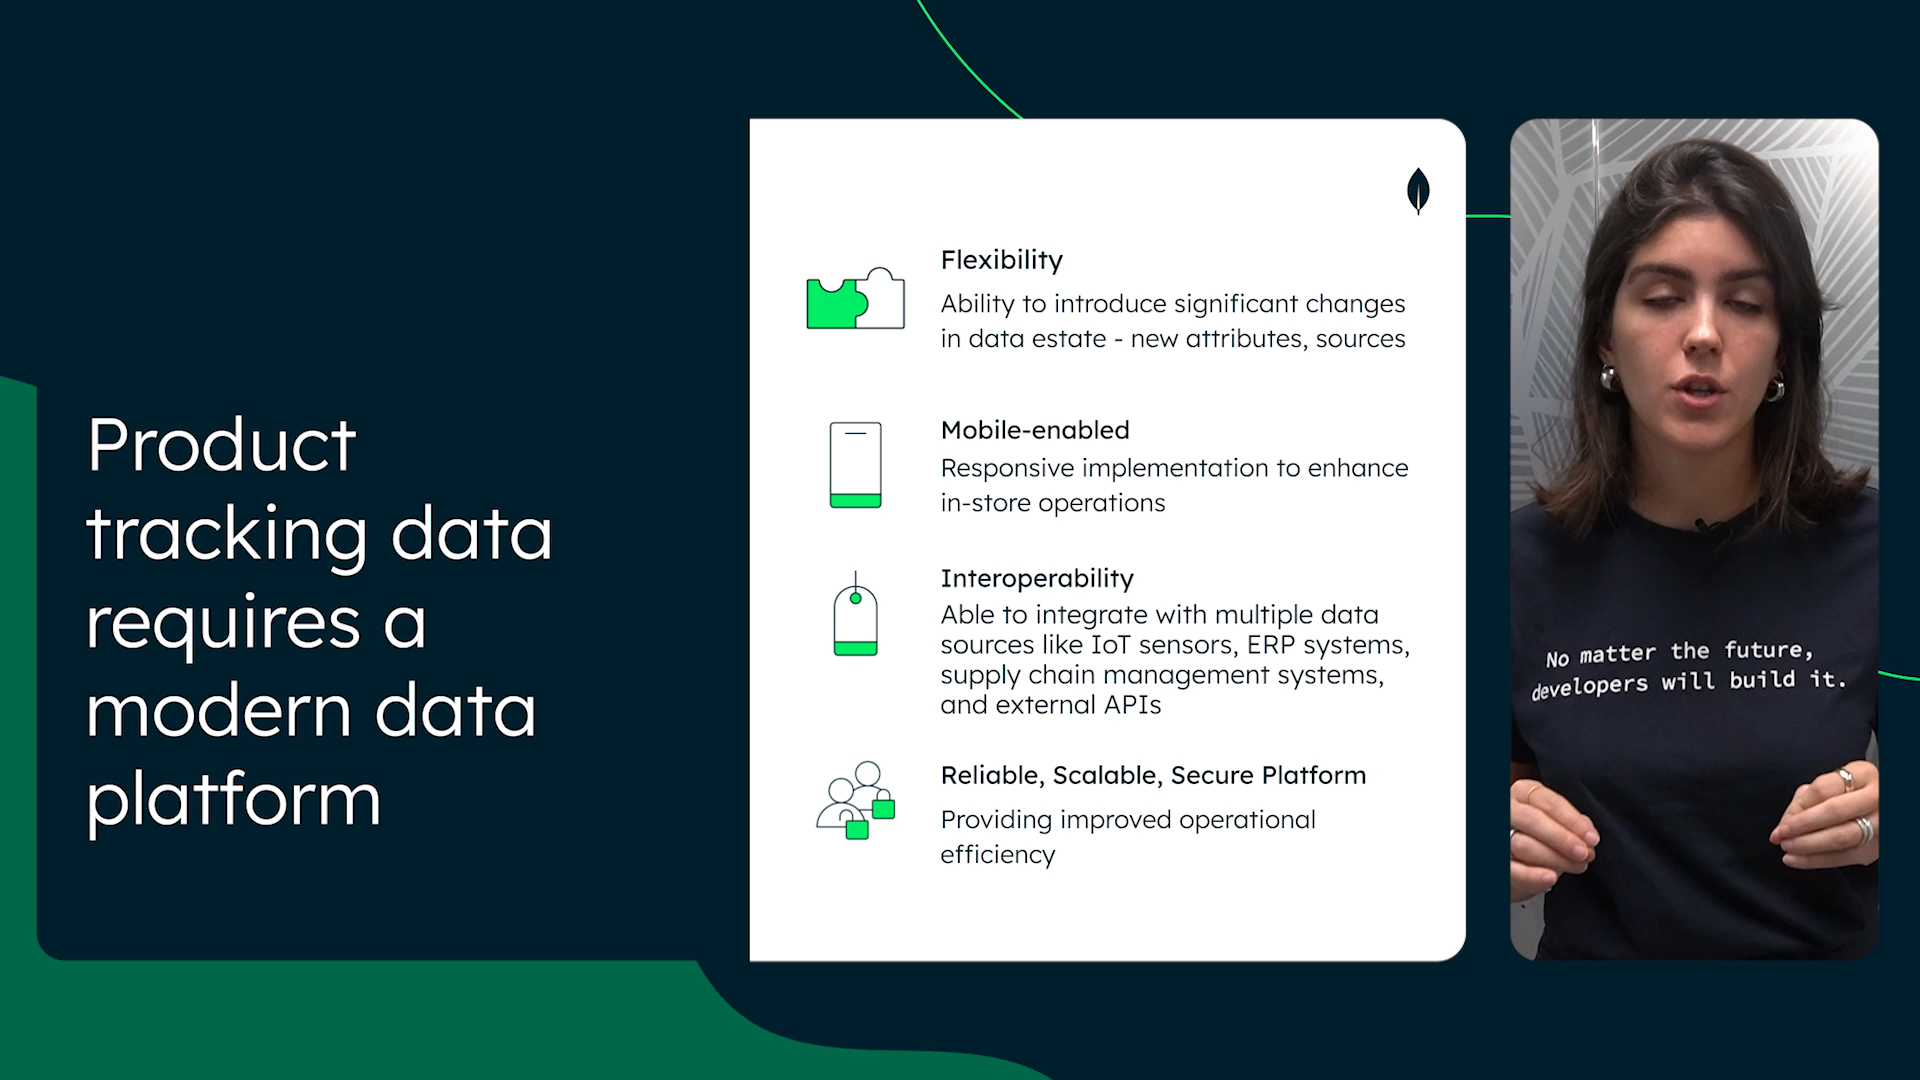 Product
tracking data
requires a
modern data
platform
Flexibility
Ability to introduce significant changes
in data estate - new attributes, sources
Mobile-enabled
Responsive implementation to enhance
in-store operations
Interoperability
Able to integrate with multiple data
sources like IoT sensors, ERP systems,
supply chain management systems,
and external APIs
Reliable, Scalable, Secure Platform
Providing improved operational
efficiency
No matter the future,
developers will build it.